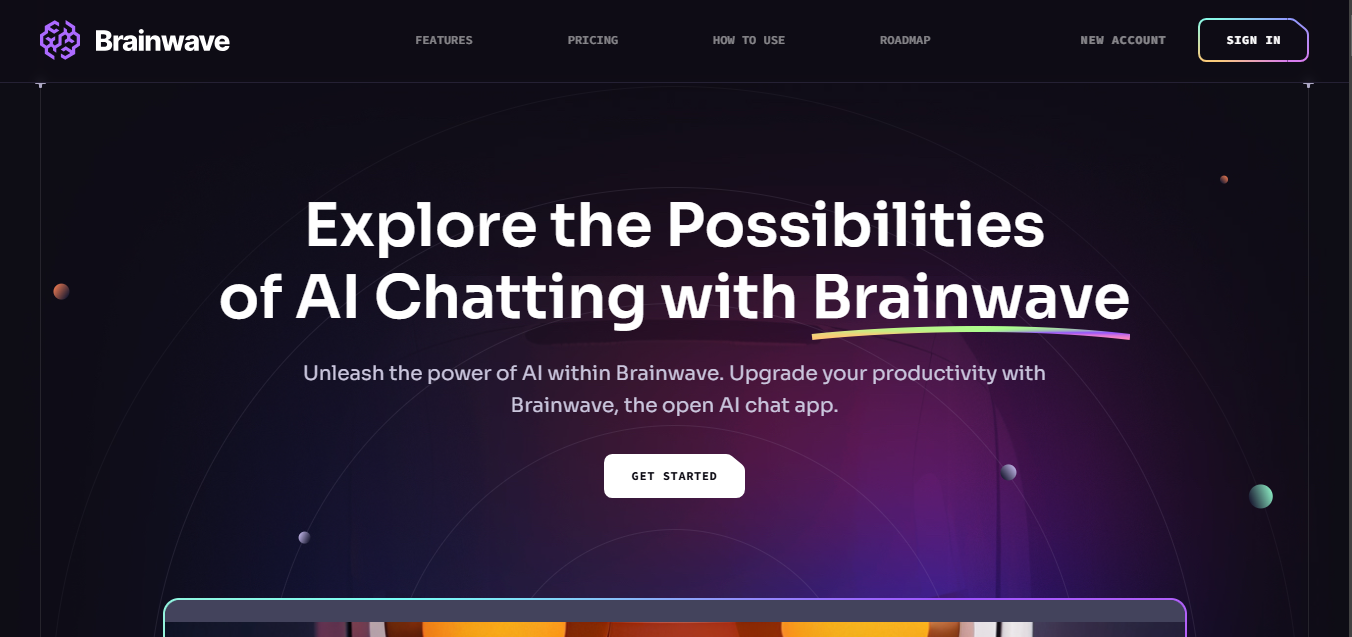 Brainwave
FEATURES
PRICING
HOW TO USE
ROADMAP
NEW ACCOUNT
SIGN IN
Explore the Possibilities
of AI Chatting with Brainwave
Unleash the power of AI within Brainwave. Upgrade your productivity with
Brainwave, the open AI chat app.
GET STARTED